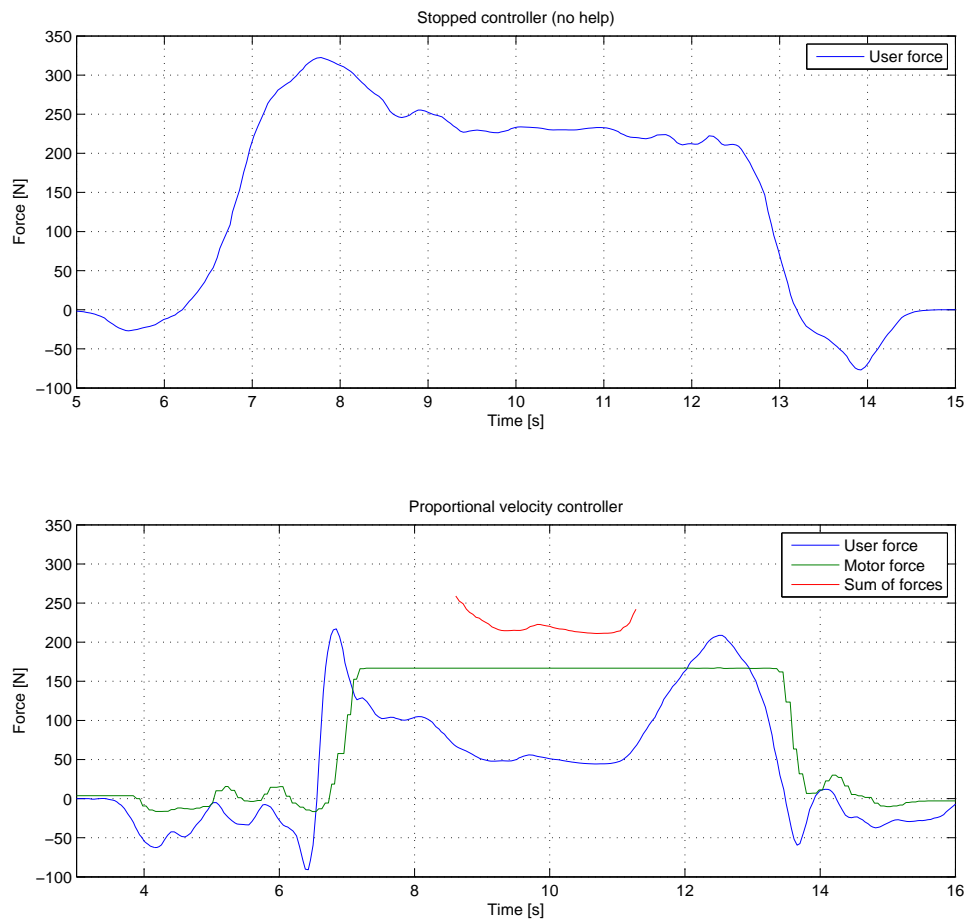 Stopped controller (no help)
350
300
250
200
150
100
50
0
−50
−100
Force [N]
User force
5 6 7 8 9 10 11 12 13 14 15
Time [s]
Proportional velocity controller
350
300
250
200
150
100
50
0
−50
−100
Force [N]
User force
Motor force
Sum of forces
4 6 8 10 12 14 16
Time [s]